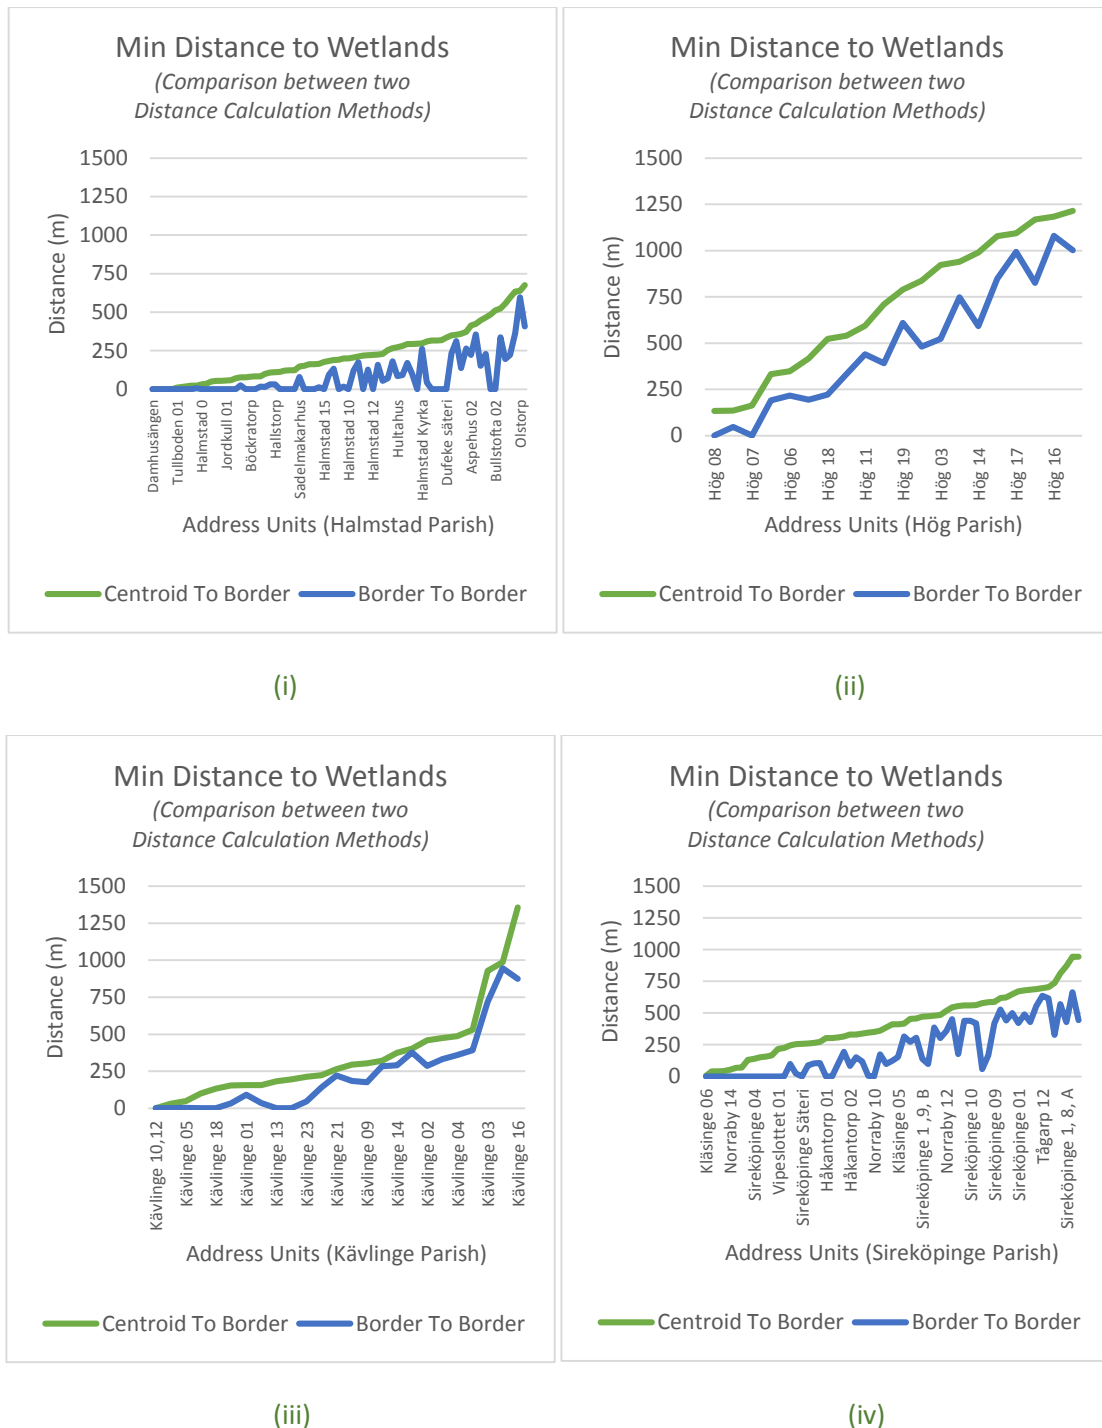 Min Distance to Wetlands
(Comparison between two
Distance Calculation Methods)
1500
1250
1000
750
500
250
0
Distance (m)
Damhusängen
Tullboden 01
Halmstad 0
Jordkull 01
Böckratorp
Hallstorp
Sadelmakarhus
Halmstad 15
Halmstad 10
Halmstad 12
Hultahus
Halmstad Kyrka
Dufeke säteri
Aspehus 02
Bullstofta 02
Olstorp
Address Units (Halmstad Parish)
Centroid To Border
Border To Border
(i)
Min Distance to Wetlands
(Comparison between two
Distance Calculation Methods)
1500
1250
1000
750
500
250
0
Distance (m)
Hög 08
Hög 07
Hög 06
Hög 18
Hög 11
Hög 19
Hög 03
Hög 14
Hög 17
Hög 16
Address Units (Hög Parish)
Centroid To Border
Border To Border
(ii)
Min Distance to Wetlands
(Comparison between two
Distance Calculation Methods)
1500
1250
1000
750
500
250
0
Distance (m)
Kävlinge 10,12
Kävlinge 05
Kävlinge 18
Kävlinge 01
Kävlinge 13
Kävlinge 23
Kävlinge 21
Kävlinge 09
Kävlinge 14
Kävlinge 02
Kävlinge 04
Kävlinge 03
Kävlinge 16
Address Units (Kävlinge Parish)
Centroid To Border
Border To Border
(iii)
Min Distance to Wetlands
(Comparison between two
Distance Calculation Methods)
1500
1250
1000
750
500
250
0
Distance (m)
Kläsinge 06
Norraby 14
Sireköpinge 04
Vipeslottet 01
Sireköpinge Säteri
Håkantorp 01
Håkantorp 02
Norraby 10
Kläsinge 05
Sireköpinge 1 ,9, B
Norraby 12
Sireköpinge 10
Sireköpinge 09
Sireköpinge 01
Tågarp 12
Sireköpinge 1, 8, A
Address Units (Sireköpinge Parish)
Centroid To Border
Border To Border
(iv)